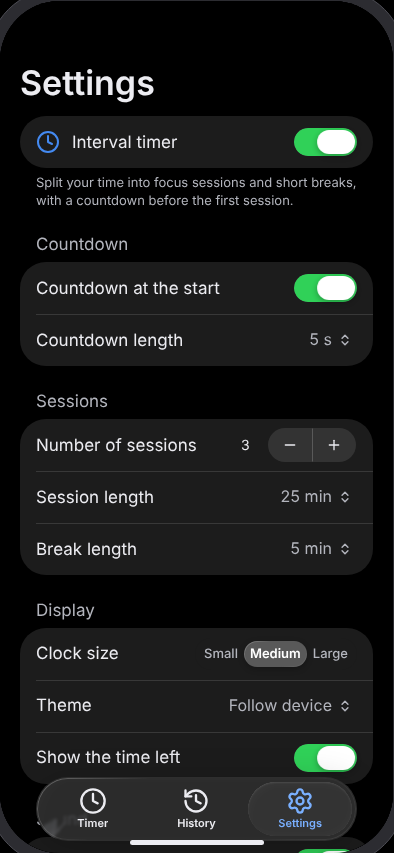 Settings
Interval timer
Split your time into focus sessions and short breaks,
with a countdown before the first session.
Countdown
Countdown at the start
Countdown length 5 s
Sessions
Number of sessions 3 − +
Session length 25 min
Break length 5 min
Display
Clock size Small Medium Large
Theme Follow device
Show the time left
Timer History Settings